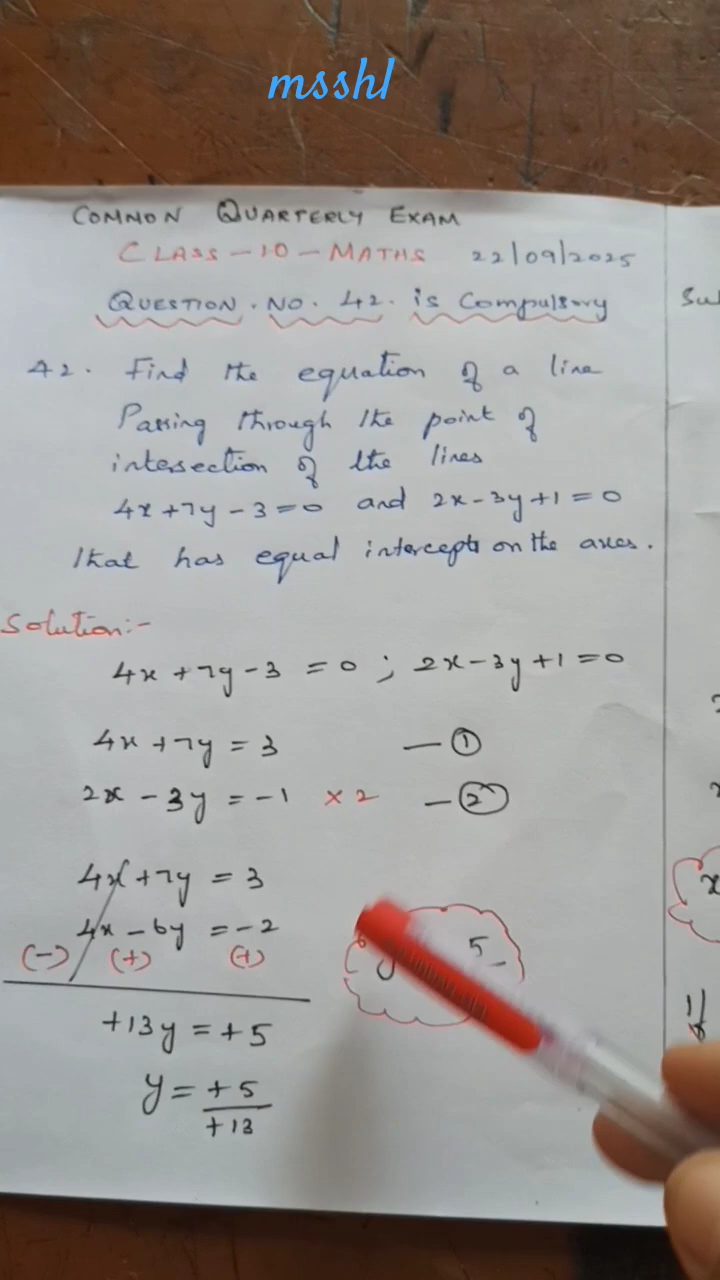 msshl
COMMON QUARTERLY EXAM
CLASS-10-MATHS 22/09/2025
QUESTION. NO. 42. is Compulsory
42. Find the equation of a line
Passing through the point of
intersection of the lines
4x+7y-3=0 and 2x-3y+1=0
that has equal intercepts on the axes.
Solution:-
4x+7y-3=0 ; 2x-3y+1=0
4x+7y=3 — ①
2x-3y=-1 ×2 — ②
4x+7y=3
4x-6y=-2
(-) (+) (+)
+13y=+5
y=+5
+13
5